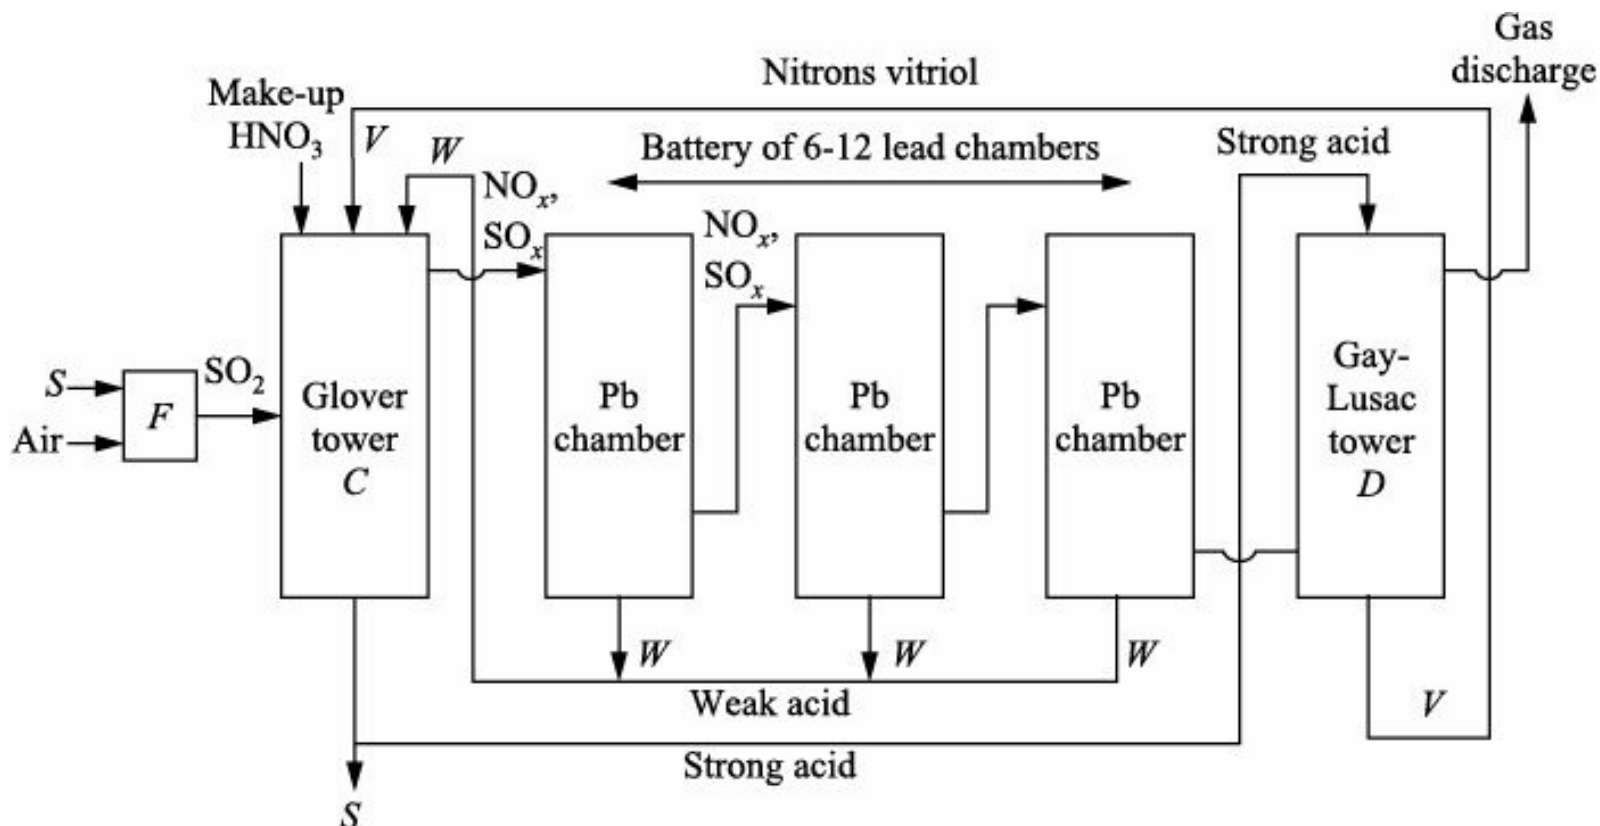 Gas
discharge
Nitrons vitriol
Make-up
HNO3
V
W
Battery of 6-12 lead chambers
Strong acid
NOx,
SOx
NOx,
SOx
S
Air
F
SO2
Glover
tower
C
Pb
chamber
Pb
chamber
Pb
chamber
Gay-
Lusac
tower
D
W
W
W
Weak acid
V
Strong acid
S